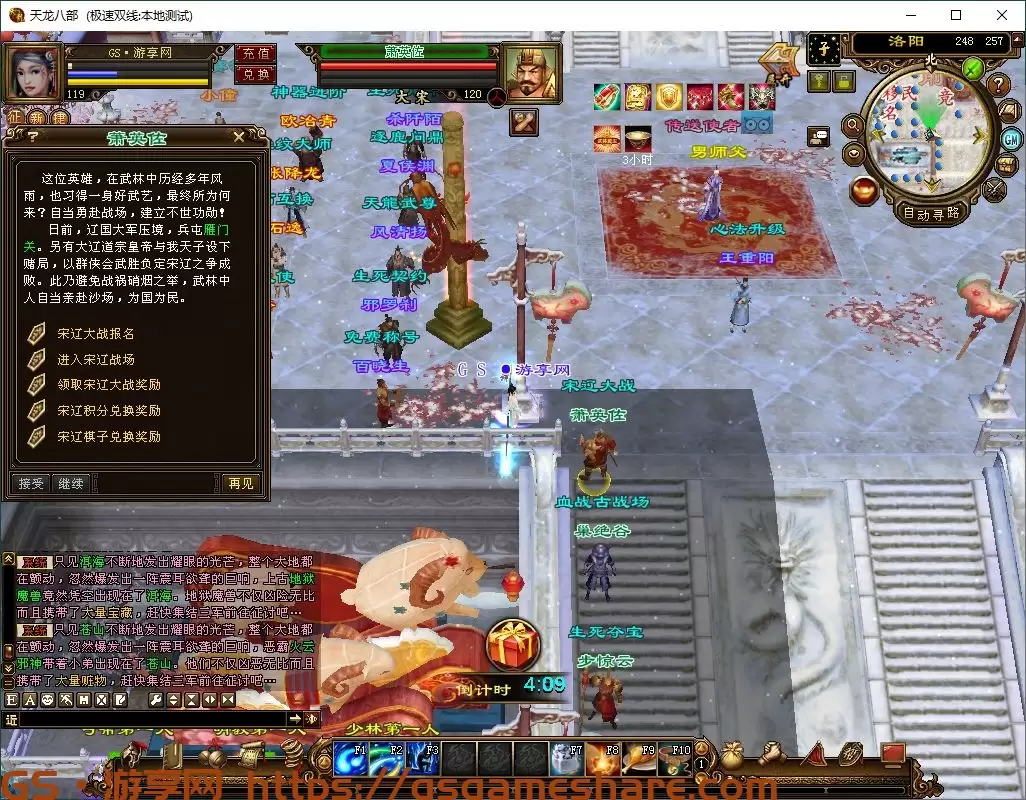 天龙八部 (极速双线:本地测试)
GS·游享网
充值
兑换
119
萧英佐
大宋
120
洛阳
248 257
北
自动寻路
GM
征 新
小僮
神器进阶
欧冶青
杀阡陌
逐鹿问鼎
夏侯渊
天龍武尊
生死契约
邪罗刹
免费称号
百晓生
3小时
传送使者
男师父
心法升级
王重阳
萧英佐
这位英雄，在武林中历经多年风
雨，也习得一身好武艺，最终所为何
来？自当勇赴战场，建立不世功勋！
日前，辽国大军压境，兵屯雁门
关。另有大辽道宗皇帝与我天子设下
赌局，以群侠会武胜负定宋辽之争成
败。此乃避免战祸硝烟之举，武林中
人自当亲赴沙场，为国为民。
宋辽大战报名
进入宋辽战场
领取宋辽大战奖励
宋辽积分兑换奖励
宋辽棋子兑换奖励
接受 继续 再见
GS 游享网
宋辽大战
萧英佐
血战古战场
巢绝谷
生死夺宝
步惊云
只见洱海不断地发出耀眼的光芒，整个大地都
在颤动，忽然爆发出一阵震耳欲聋的巨响，上古地狱
魔兽竟然凭空出现在了洱海。地狱魔兽不仅凶险无比
而且携带了大量宝藏，赶快集结三军前往征讨吧…
只见苍山不断地发出耀眼的光芒，整个大地都
在颤动，忽然爆发出一阵震耳欲聋的巨响，恶霸火云
邪神带着小弟出现在了苍山。他们不仅凶恶无比而且
携带了大量赃物，赶快集结三军前往征讨吧…
倒计时 4:09
近
少林第一人
F1 F2 F3 F7 F8 F9 F10
1
GS·游享网 https://gsgameshare.com